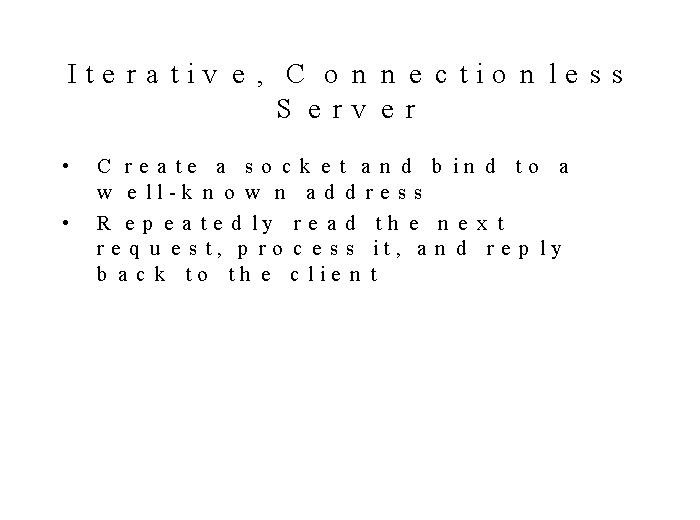 Iterative, Connectionless
Server
• Create a socket and bind to a
well-known address
• Repeatedly read the next
request, process it, and reply
back to the client